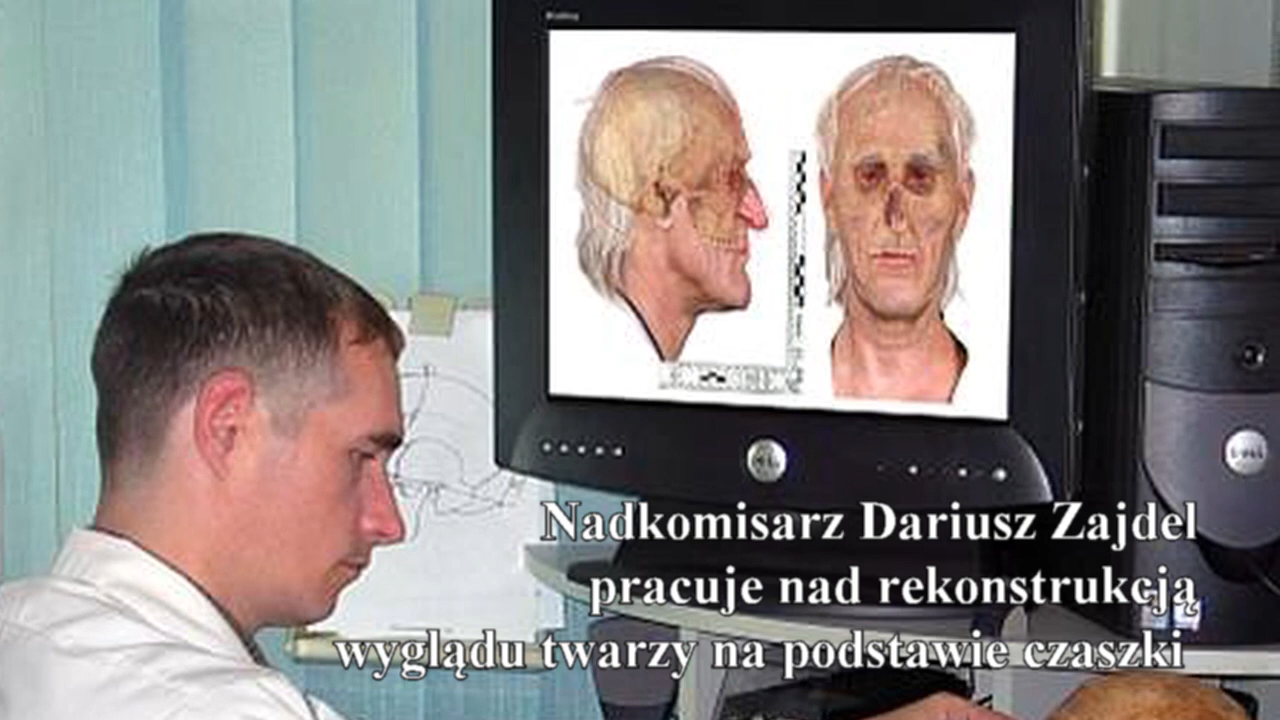 Nadkomisarz Dariusz Zajdel
pracuje nad rekonstrukcją
wyglądu twarzy na podstawie czaszki